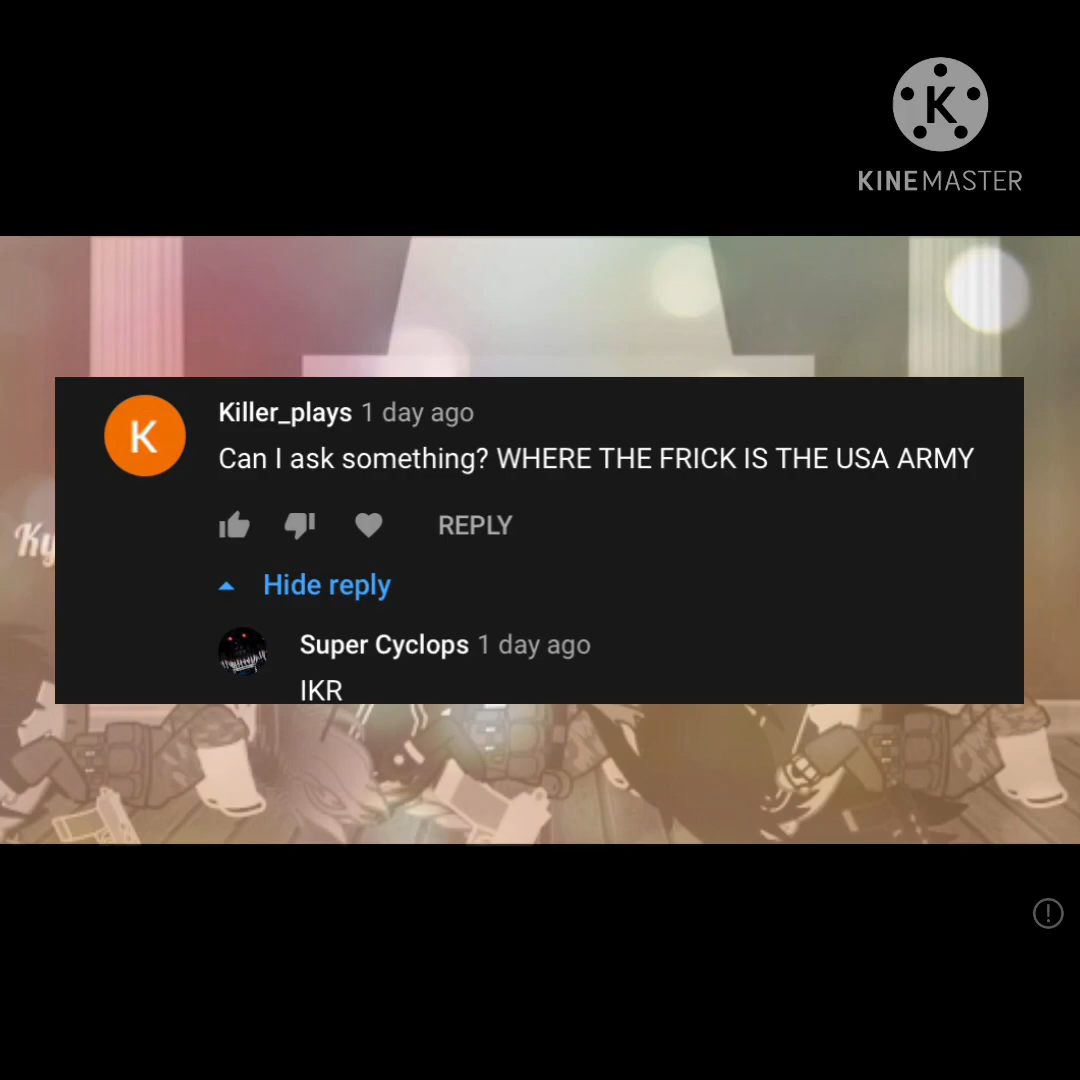 K
KINEMASTER
K
Killer_plays 1 day ago
Can I ask something? WHERE THE FRICK IS THE USA ARMY
REPLY
Hide reply
Ky
Super Cyclops 1 day ago
IKR